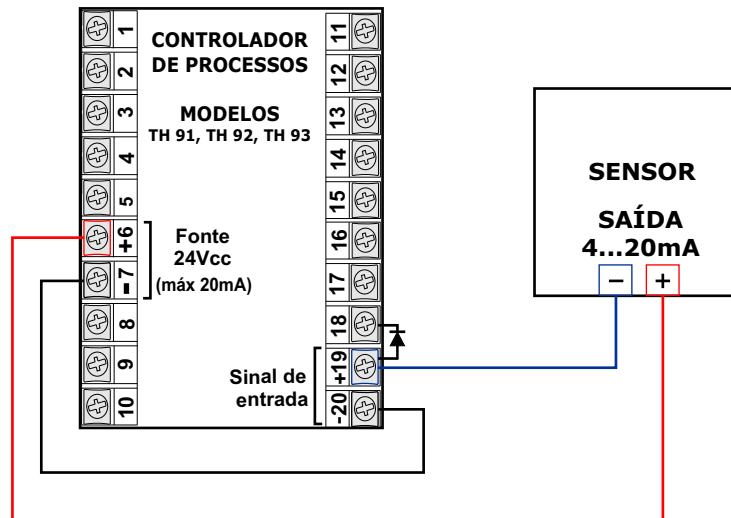 CONTROLADOR
DE PROCESSOS
MODELOS
TH 91, TH 92, TH 93
1
2
3
4
5
+6
-7
8
9
10
Fonte
24Vcc
(máx 20mA)
11
12
13
14
15
16
17
18
+19
-20
Sinal de
entrada
SENSOR
SAÍDA
4...20mA
− +